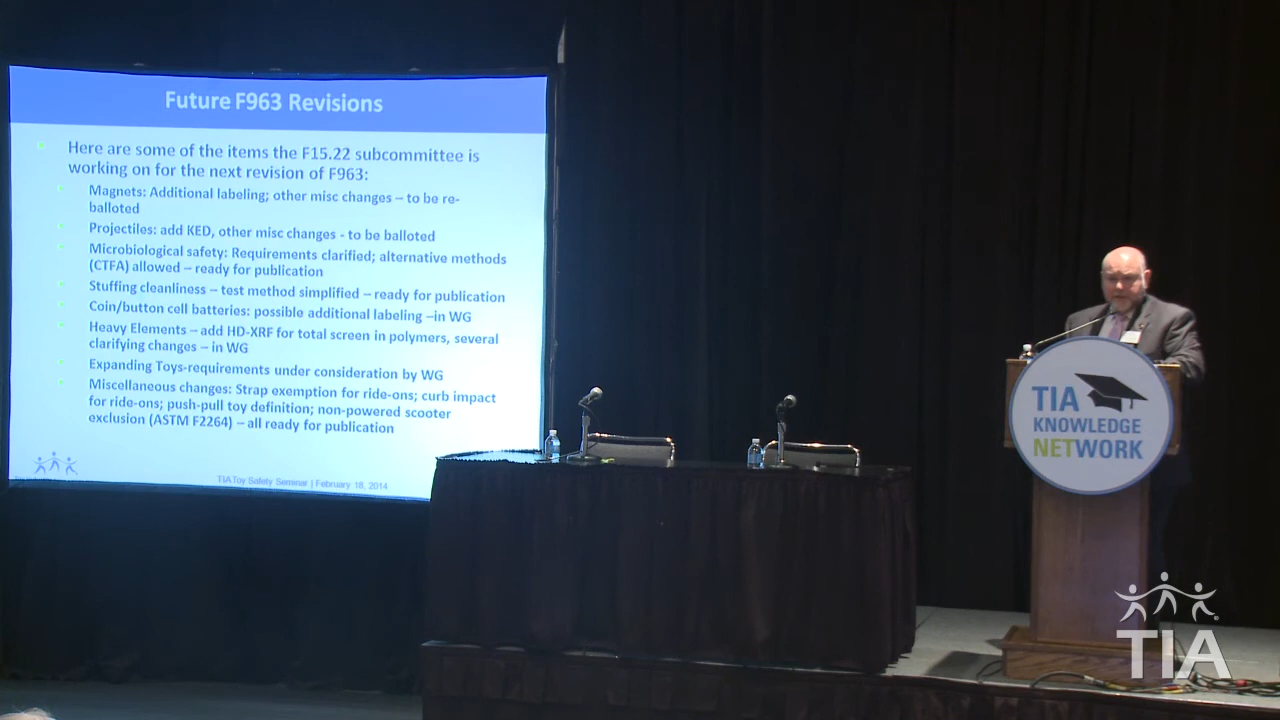 Future F963 Revisions
Here are some of the items the F15.22 subcommittee is
working on for the next revision of F963:
Magnets: Additional labeling; other misc changes – to be re-
balloted
Projectiles: add KED, other misc changes - to be balloted
Microbiological safety: Requirements clarified; alternative methods
(CTFA) allowed – ready for publication
Stuffing cleanliness – test method simplified – ready for publication
Coin/button cell batteries: possible additional labeling –in WG
Heavy Elements – add HD-XRF for total screen in polymers, several
clarifying changes – in WG
Expanding Toys-requirements under consideration by WG
Miscellaneous changes: Strap exemption for ride-ons; curb impact
for ride-ons; push-pull toy definition; non-powered scooter
exclusion (ASTM F2264) – all ready for publication
TIA Toy Safety Seminar | February 18, 2014
TIA
KNOWLEDGE
NETWORK
TIA